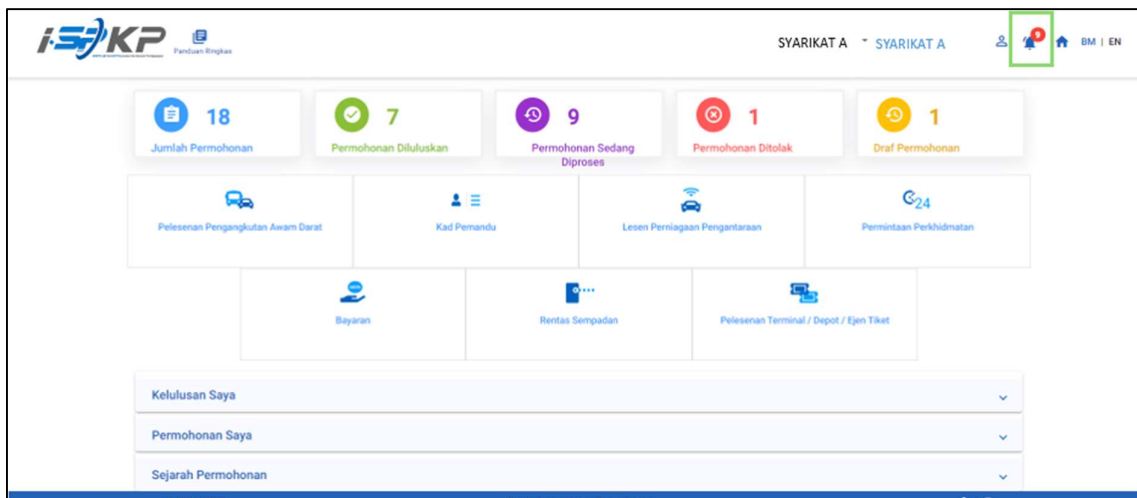 i-SPKP
Panduan Ringkas
SYARIKAT A SYARIKAT A
9
BM | EN
18
Jumlah Permohonan
7
Permohonan Diluluskan
9
Permohonan Sedang
Diproses
1
Permohonan Ditolak
1
Draf Permohonan
Pelesenan Pengangkutan Awam Darat
Kad Pemandu
Lesen Perniagaan Pengantaraan
24
Permintaan Perkhidmatan
Bayaran
Rentas Sempadan
Pelesenan Terminal / Depot / Ejen Tiket
Kelulusan Saya
Permohonan Saya
Sejarah Permohonan